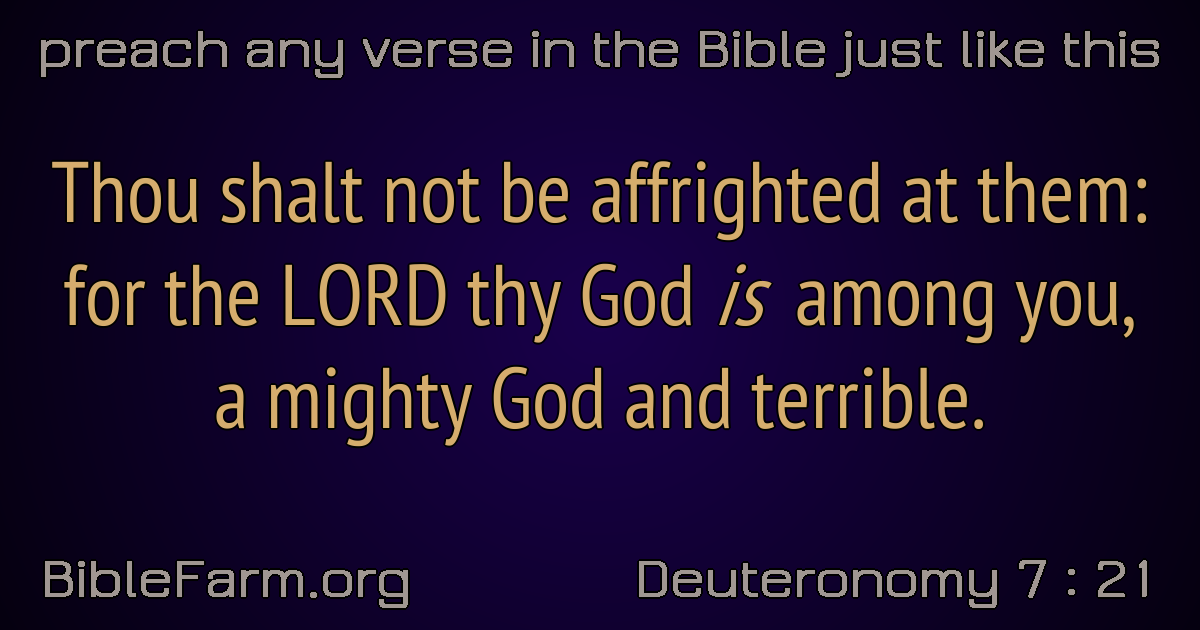 preach any verse in the Bible just like this
Thou shalt not be affrighted at them:
for the LORD thy God is among you,
a mighty God and terrible.
BibleFarm.org
Deuteronomy 7 : 21